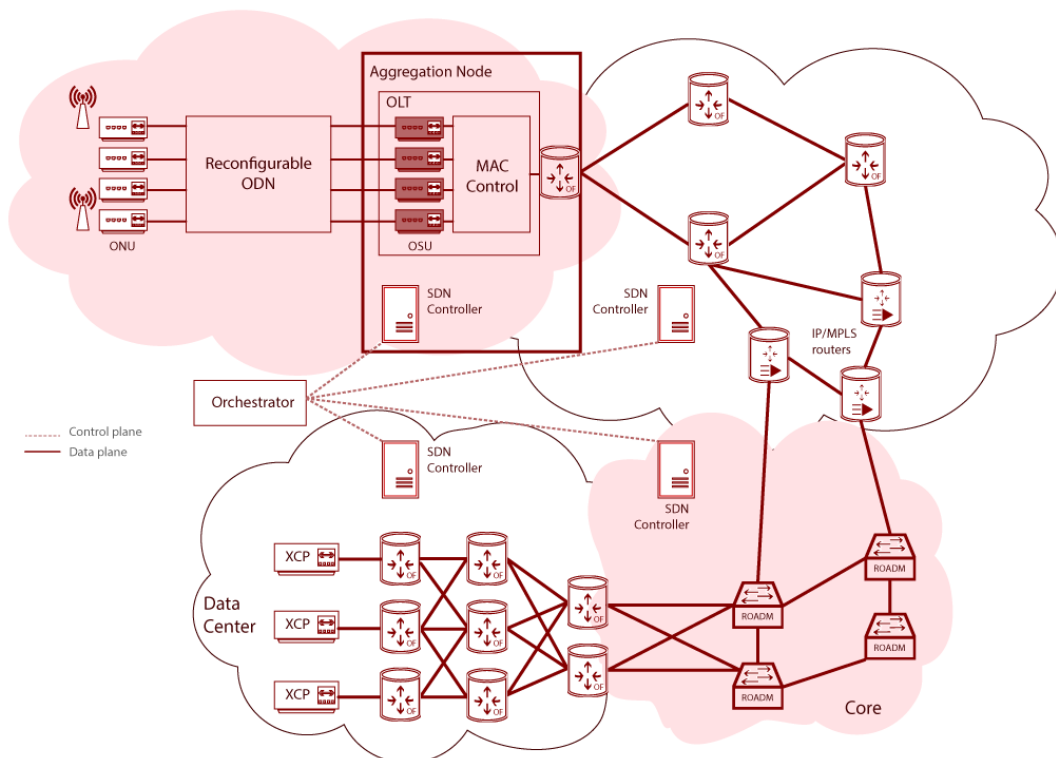 Aggregation Node
OLT
Reconfigurable
ODN
MAC
Control
OF
OF
OF
OF
ONU
OSU
SDN
Controller
SDN
Controller
IP/MPLS
routers
Orchestrator
Control plane
Data plane
SDN
Controller
SDN
Controller
XCP
OF
OF
ROADM
Data
Center
OF
XCP
OF
OF
ROADM
ROADM
OF
XCP
OF
OF
ROADM
Core